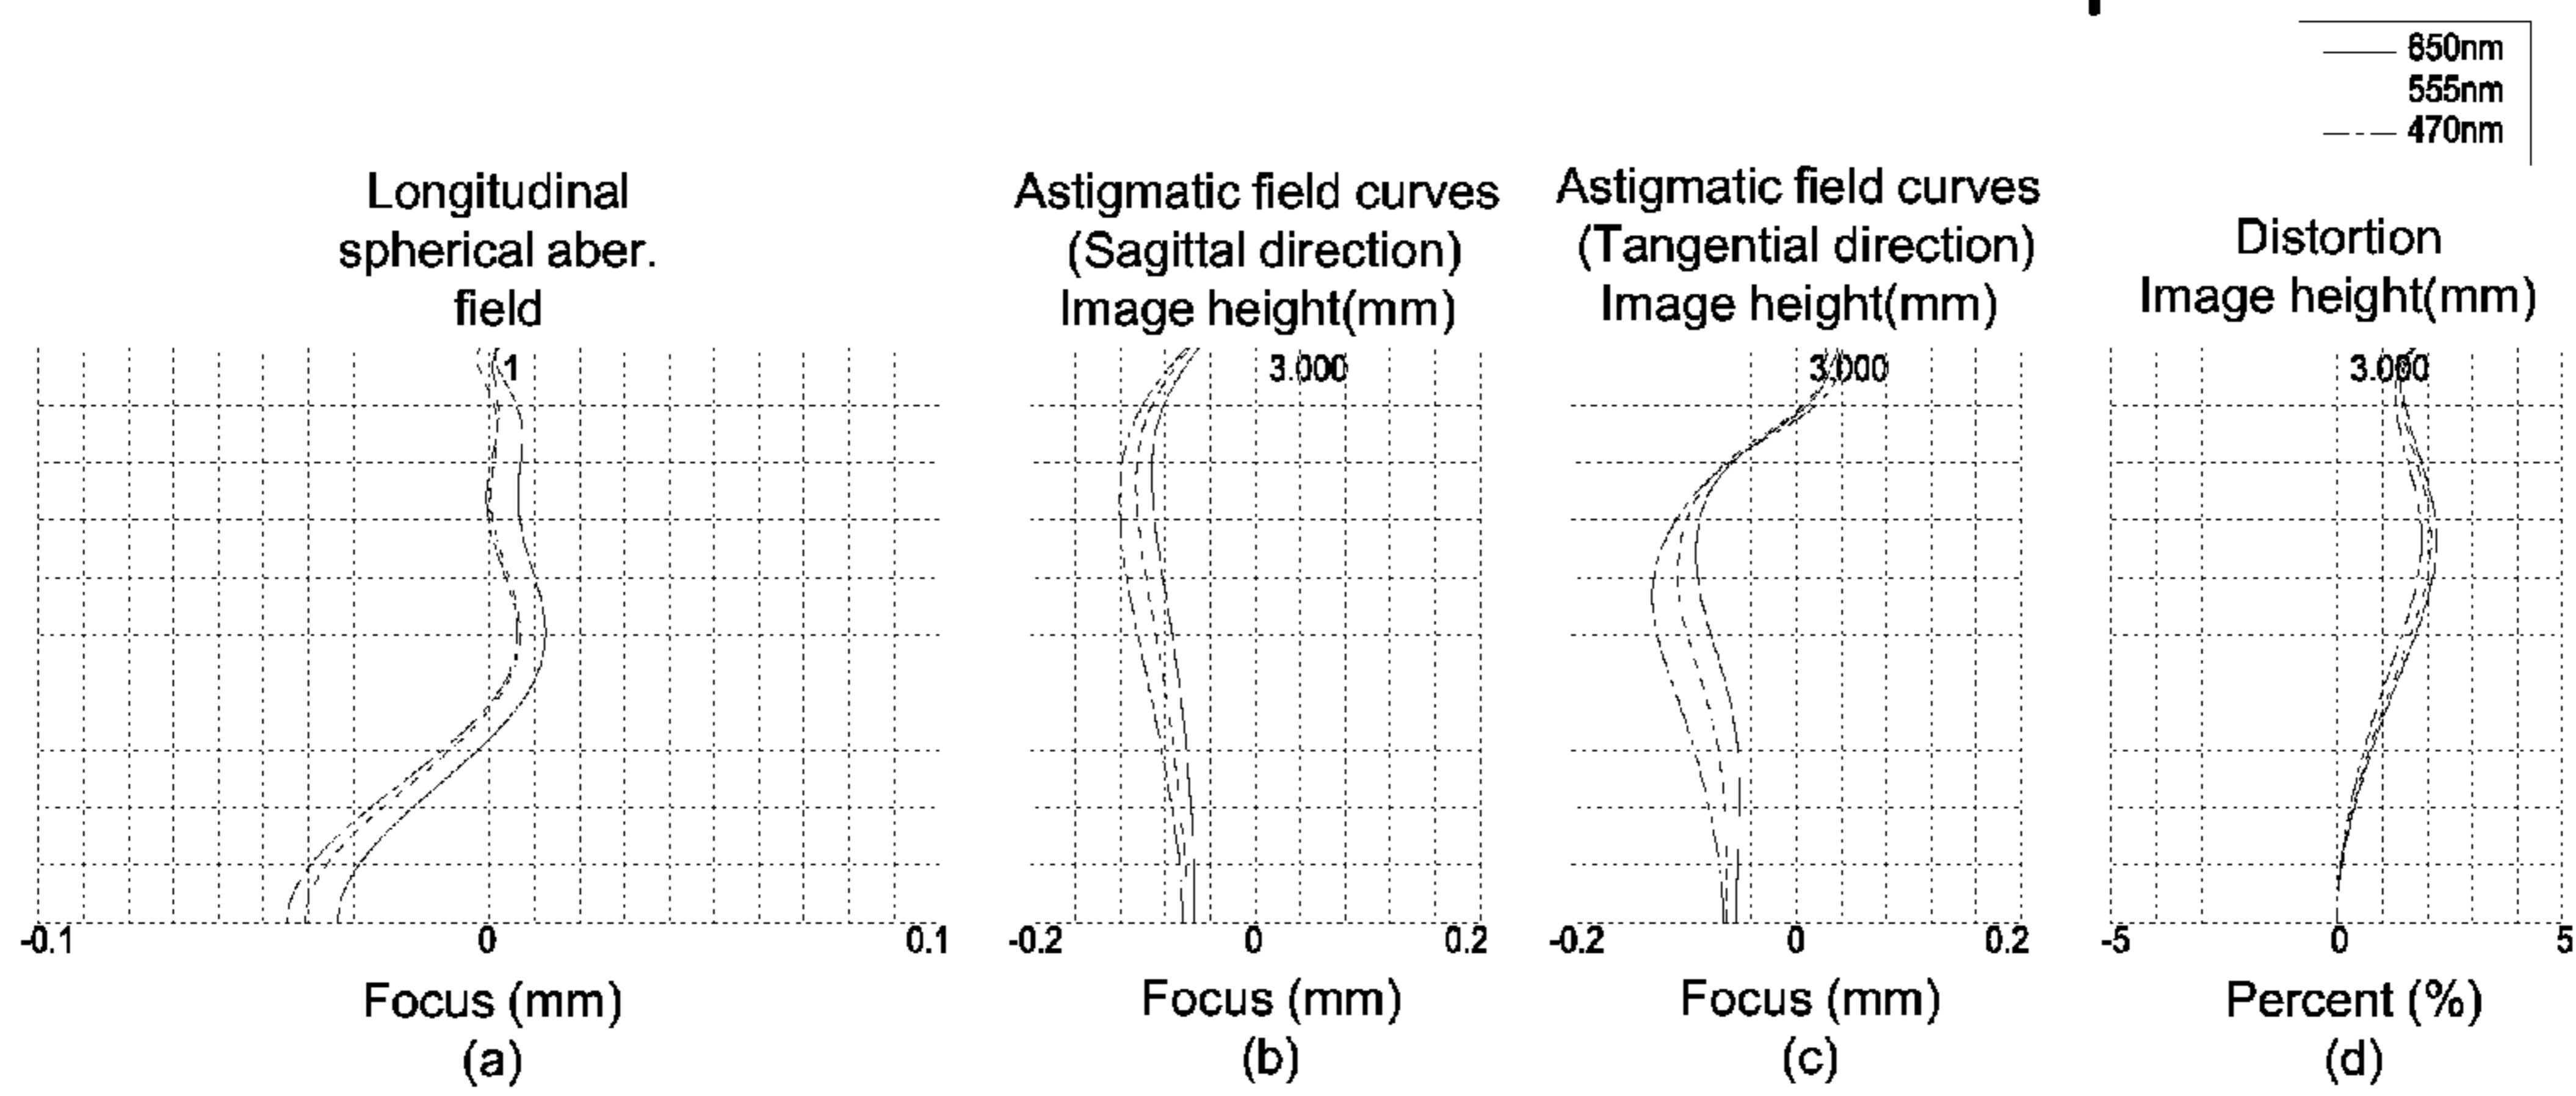 850nm
555nm
470nm
Longitudinal
spherical aber.
field
1
-0.1 0 0.1
Focus (mm)
(a)
Astigmatic field curves
(Sagittal direction)
Image height(mm)
3.000
-0.2 0 0.2
Focus (mm)
(b)
Astigmatic field curves
(Tangential direction)
Image height(mm)
3.000
-0.2 0 0.2
Focus (mm)
(c)
Distortion
Image height(mm)
3.000
-5 0 5
Percent (%)
(d)